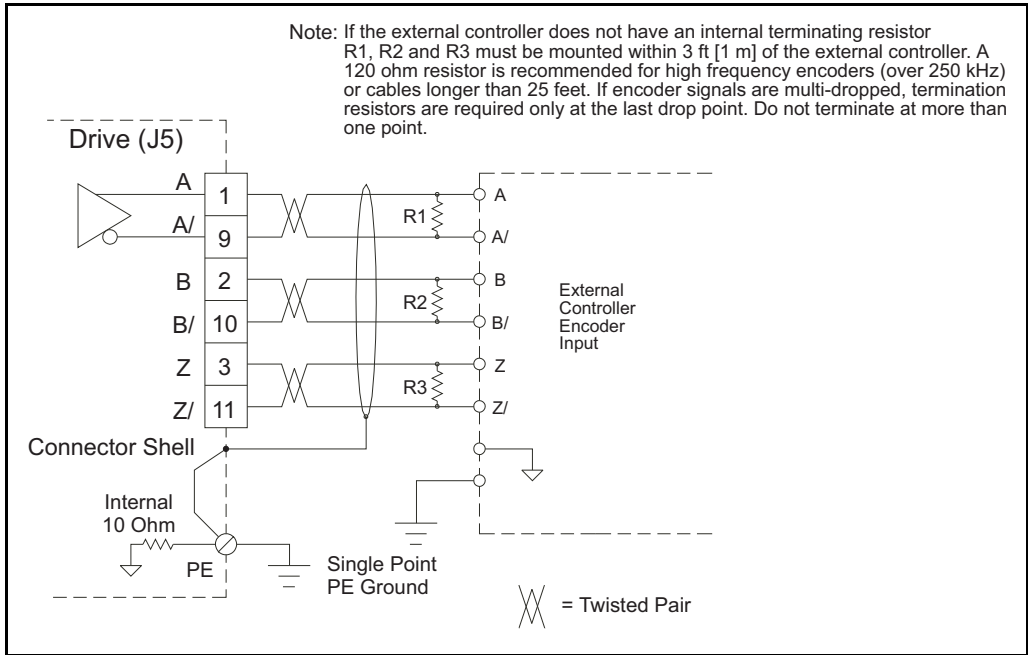 Note: If the external controller does not have an internal terminating resistor
R1, R2 and R3 must be mounted within 3 ft [1 m] of the external controller. A
120 ohm resistor is recommended for high frequency encoders (over 250 kHz)
or cables longer than 25 feet. If encoder signals are multi-dropped, termination
resistors are required only at the last drop point. Do not terminate at more than
one point.
Drive (J5)
A 1 R1 A
A/ 9 A/
B 2 R2 B
B/ 10 B/
External
Controller
Encoder
Input
Z 3 R3 Z
Z/ 11 Z/
Connector Shell
Internal
10 Ohm
PE
Single Point
PE Ground
= Twisted Pair